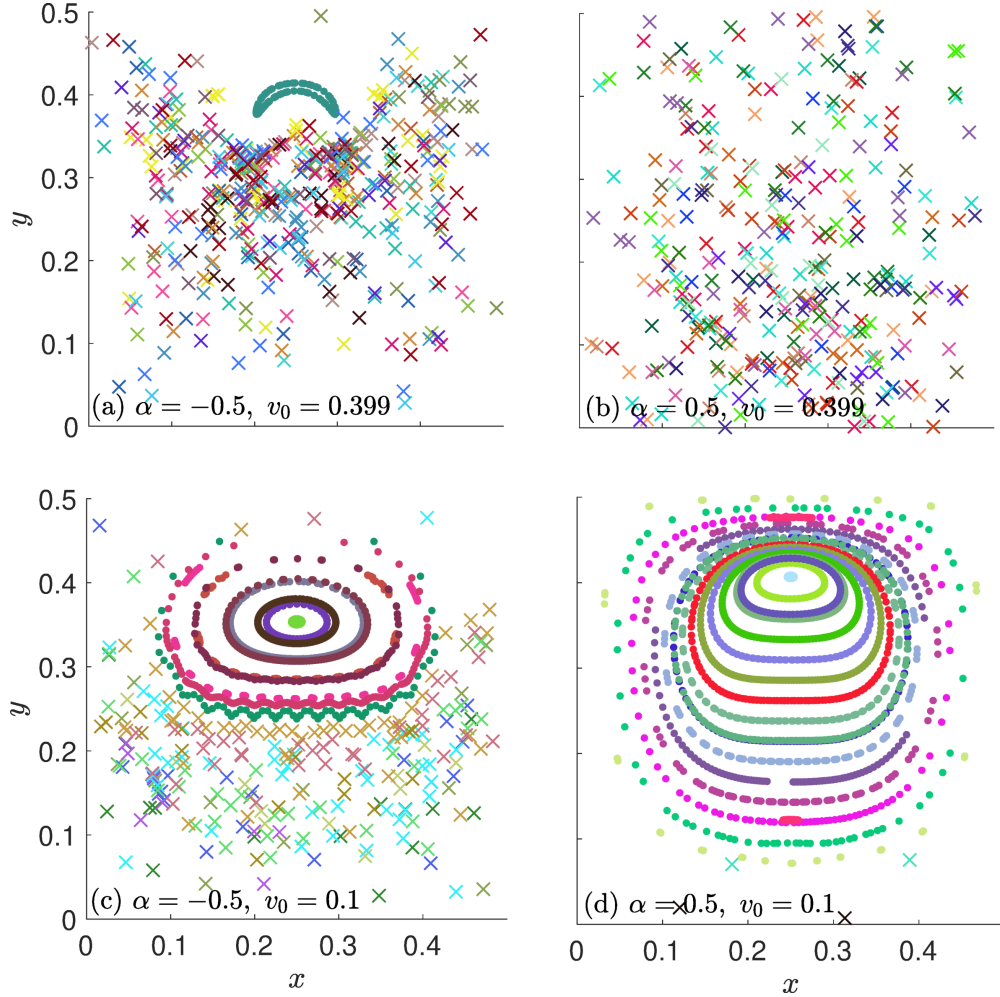 0.5
0.4
0.3
0.2
0.1
0
y
(a) α = −0.5, v₀ = 0.399
(b) α = 0.5, v₀ = 0.399
0.5
0.4
0.3
0.2
0.1
0
y
(c) α = −0.5, v₀ = 0.1
(d) α = 0.5, v₀ = 0.1
0 0.1 0.2 0.3 0.4
x
0.1 0.2 0.3 0.4
x